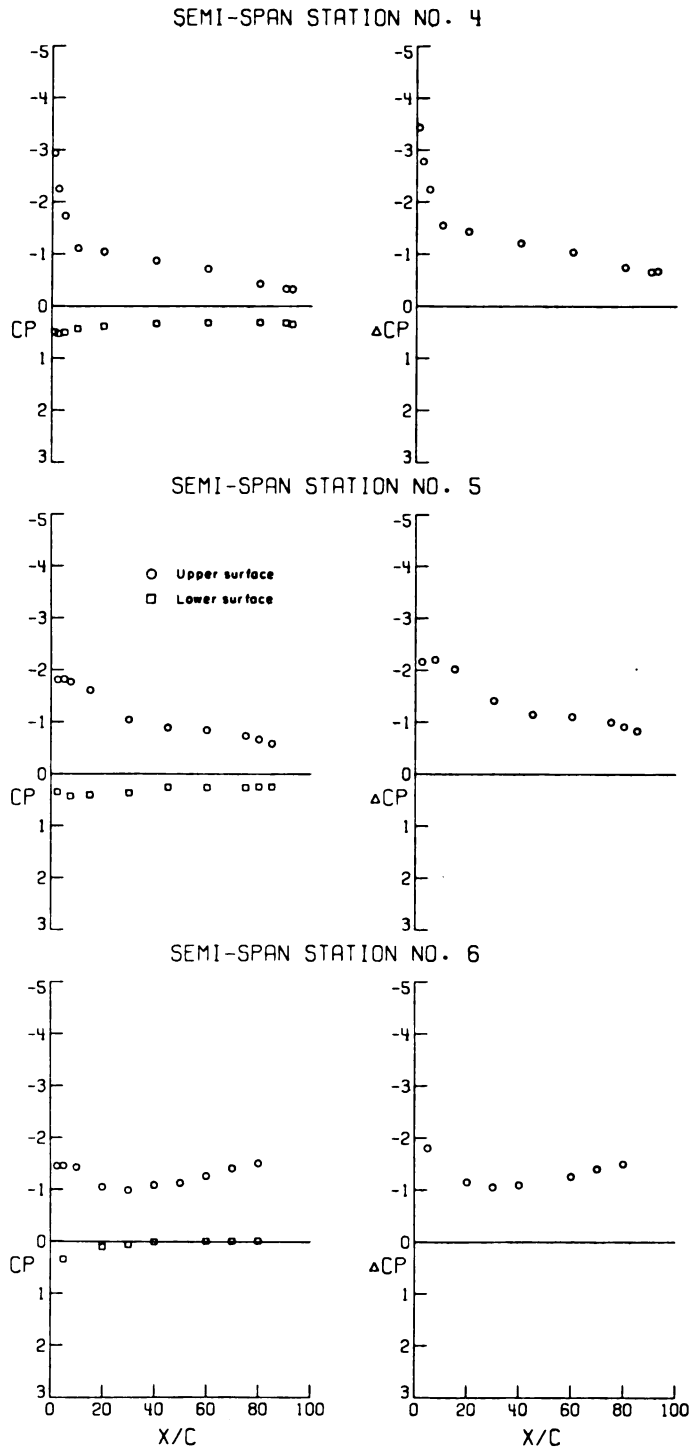 SEMI-SPAN STATION NO. 4
-5 -5
-4 -4
-3 -3
-2 -2
-1 -1
0 0
CP ΔCP
1 1
2 2
3 3
SEMI-SPAN STATION NO. 5
-5 -5
○ Upper surface
□ Lower surface
-4 -4
-3 -3
-2 -2
-1 -1
0 0
CP ΔCP
1 1
2 2
3 3
SEMI-SPAN STATION NO. 6
-5 -5
-4 -4
-3 -3
-2 -2
-1 -1
0 0
CP ΔCP
1 1
2 2
3 3
0 20 40 60 80 100 0 20 40 60 80 100
X/C X/C